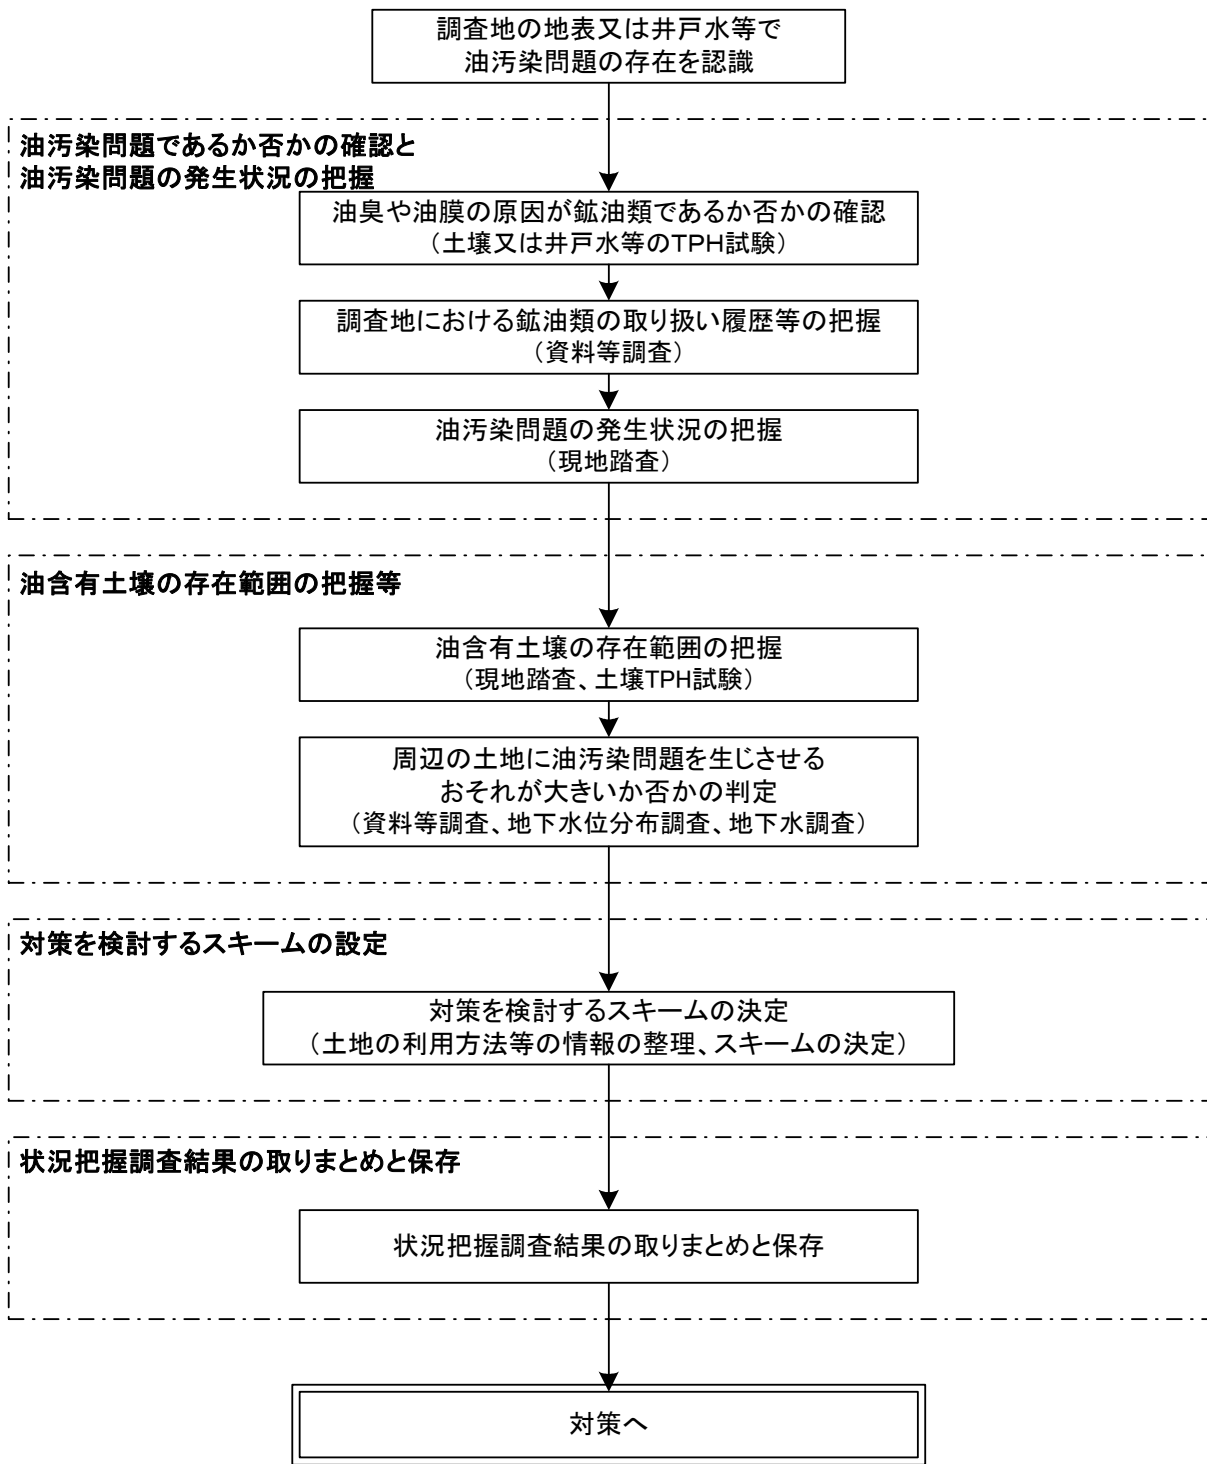 調査地の地表又は井戸水等で
油汚染問題の存在を認識
油汚染問題であるか否かの確認と
油汚染問題の発生状況の把握
油臭や油膜の原因が鉱油類であるか否かの確認
（土壌又は井戸水等のTPH試験）
調査地における鉱油類の取り扱い履歴等の把握
（資料等調査）
油汚染問題の発生状況の把握
（現地踏査）
油含有土壌の存在範囲の把握等
油含有土壌の存在範囲の把握
（現地踏査、土壌TPH試験）
周辺の土地に油汚染問題を生じさせる
おそれが大きいか否かの判定
（資料等調査、地下水位分布調査、地下水調査）
対策を検討するスキームの設定
対策を検討するスキームの決定
（土地の利用方法等の情報の整理、スキームの決定）
状況把握調査結果の取りまとめと保存
状況把握調査結果の取りまとめと保存
対策へ